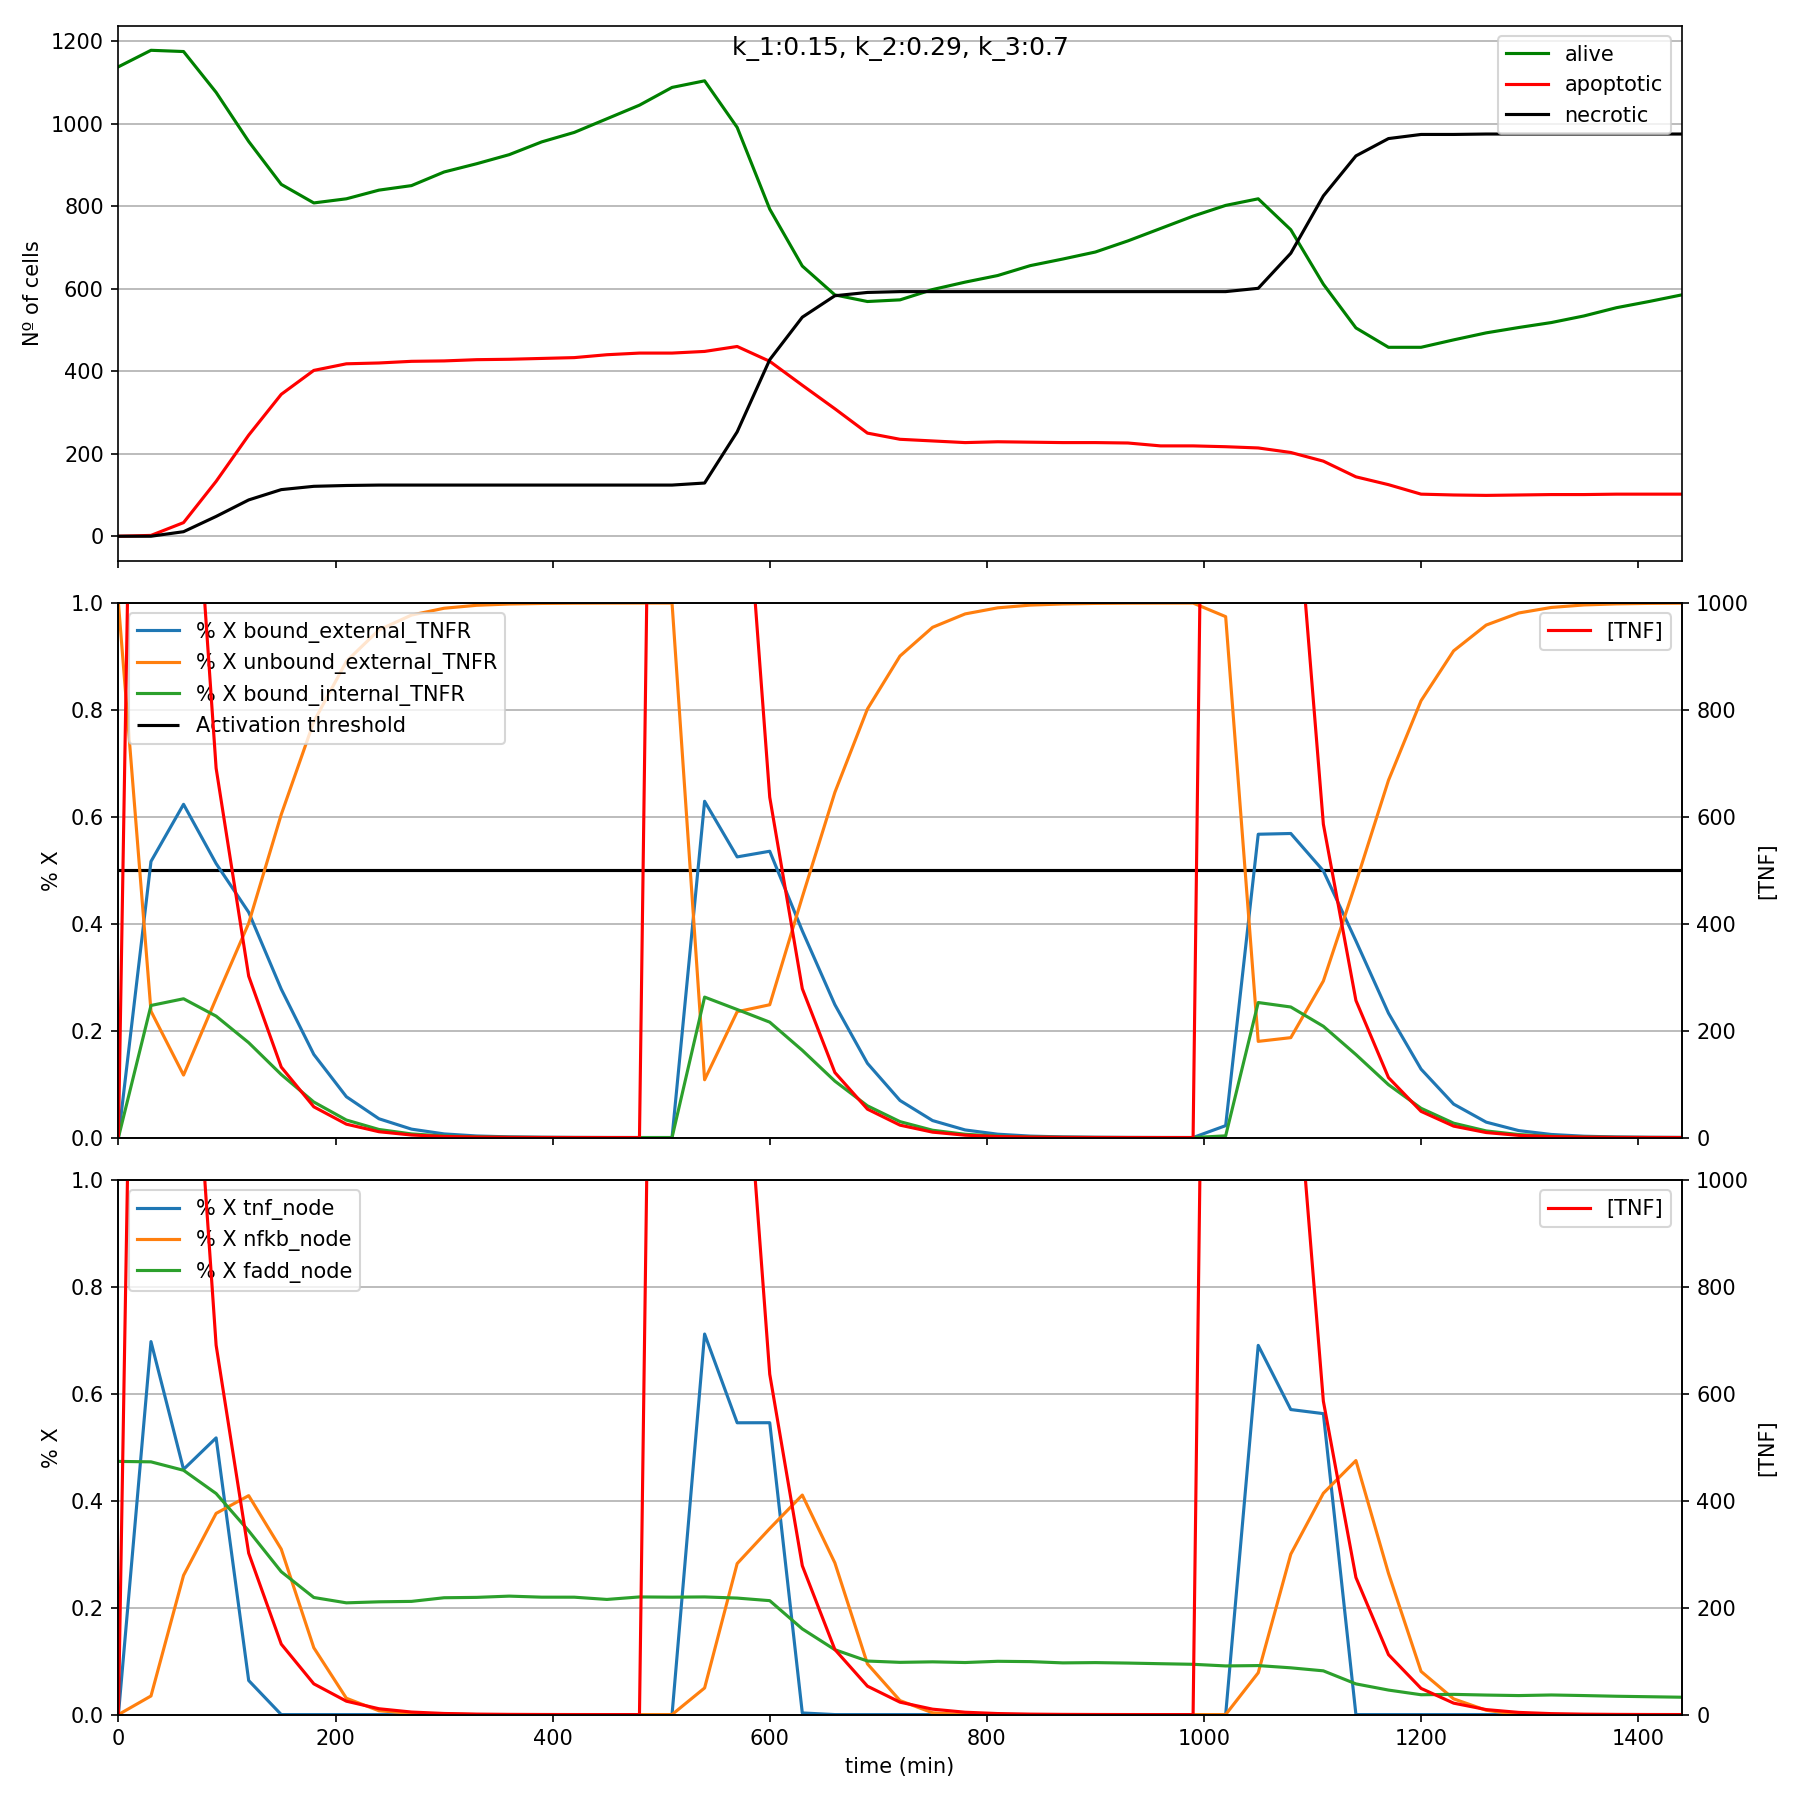 k_1:0.15, k_2:0.29, k_3:0.7
1200
1000
800
600
400
200
0
Nº of cells
alive
apoptotic
necrotic
1.0
0.8
0.6
0.4
0.2
0.0
% X
% X bound_external_TNFR
% X unbound_external_TNFR
% X bound_internal_TNFR
Activation threshold
[TNF]
1000
800
600
400
200
0
[TNF]
1.0
0.8
0.6
0.4
0.2
0.0
% X
% X tnf_node
% X nfkb_node
% X fadd_node
[TNF]
1000
800
600
400
200
0
[TNF]
0 200 400 600 800 1000 1200 1400
time (min)